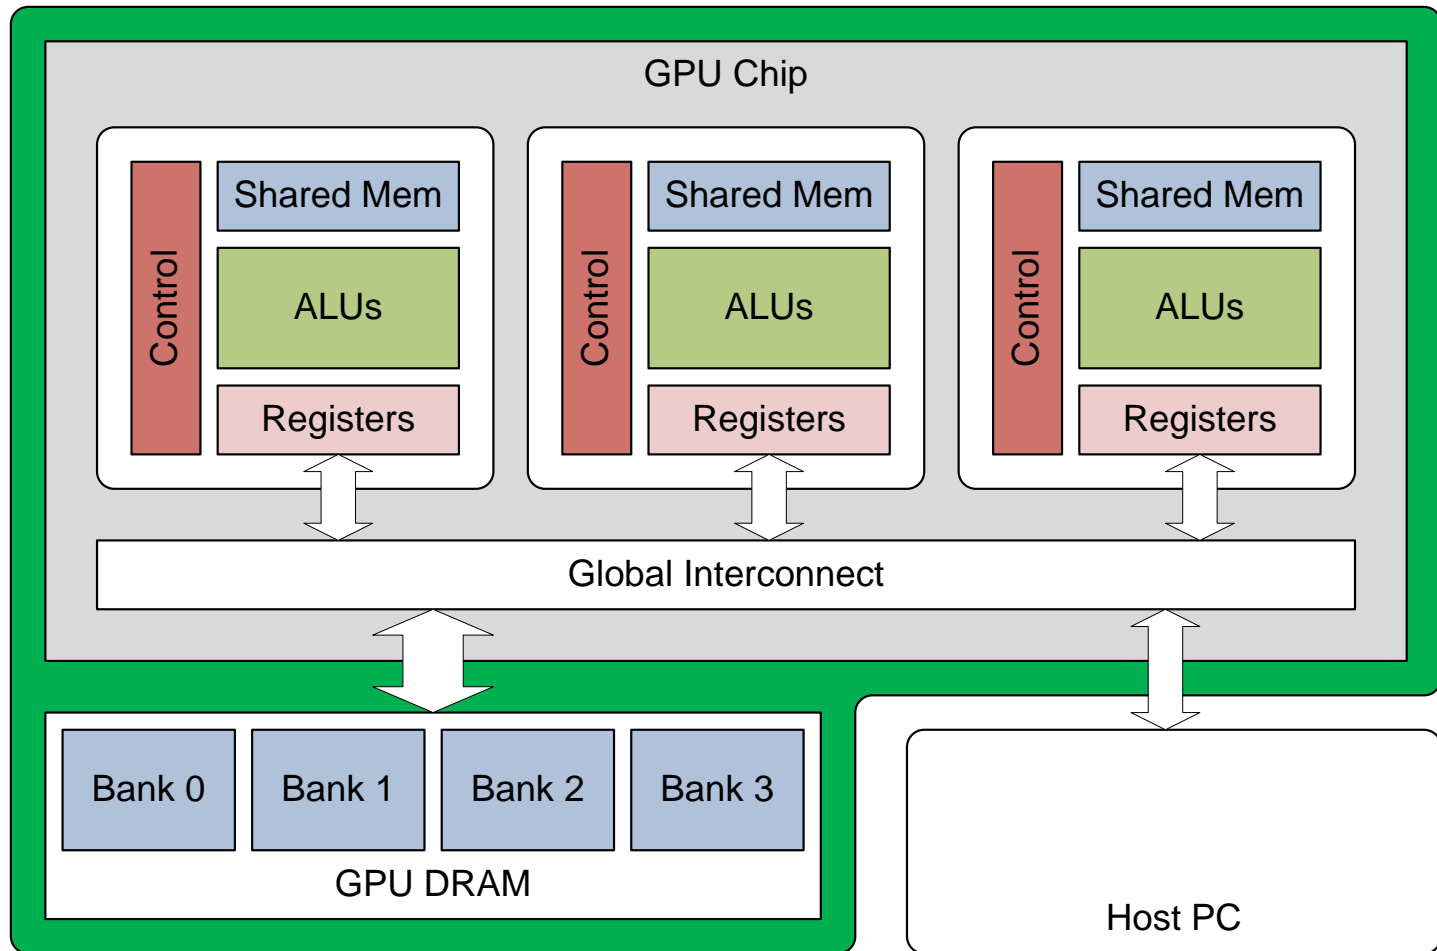 GPU Chip
Control
Shared Mem
ALUs
Registers
Control
Shared Mem
ALUs
Registers
Control
Shared Mem
ALUs
Registers
Global Interconnect
Bank 0
Bank 1
Bank 2
Bank 3
GPU DRAM
Host PC